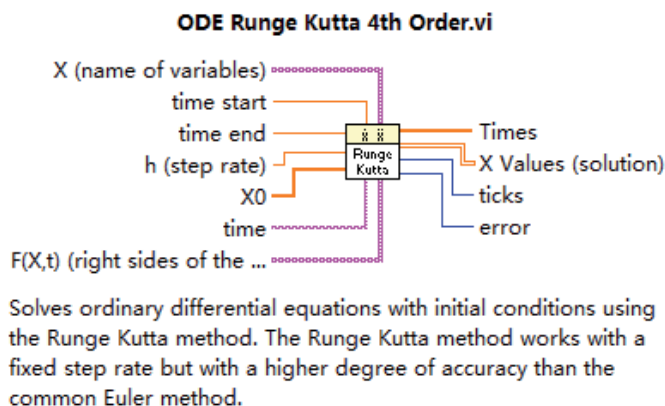 ODE Runge Kutta 4th Order.vi
X (name of variables)
time start
time end
h (step rate)
X0
time
F(X,t) (right sides of the ...
ẋ ẍ
Runge
Kutta
Times
X Values (solution)
ticks
error
Solves ordinary differential equations with initial conditions using
the Runge Kutta method. The Runge Kutta method works with a
fixed step rate but with a higher degree of accuracy than the
common Euler method.